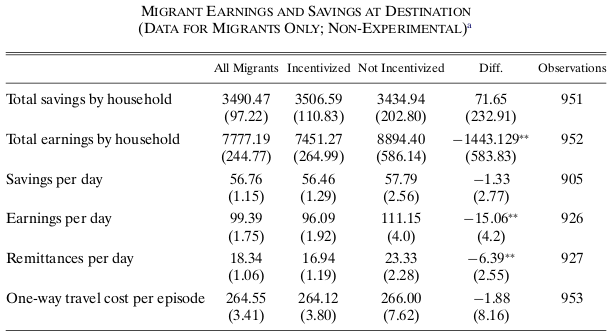 MIGRANT EARNINGS AND SAVINGS AT DESTINATION
(DATA FOR MIGRANTS ONLY; NON-EXPERIMENTAL)a
All Migrants Incentivized Not Incentivized Diff. Observations
Total savings by household 3490.47 3506.59 3434.94 71.65 951
(97.22) (110.83) (202.80) (232.91)
Total earnings by household 7777.19 7451.27 8894.40 −1443.129** 952
(244.77) (264.99) (586.14) (583.83)
Savings per day 56.76 56.46 57.79 −1.33 905
(1.15) (1.29) (2.56) (2.77)
Earnings per day 99.39 96.09 111.15 −15.06** 926
(1.75) (1.92) (4.0) (4.2)
Remittances per day 18.34 16.94 23.33 −6.39** 927
(1.06) (1.19) (2.28) (2.55)
One-way travel cost per episode 264.55 264.12 266.00 −1.88 953
(3.41) (3.80) (7.62) (8.16)